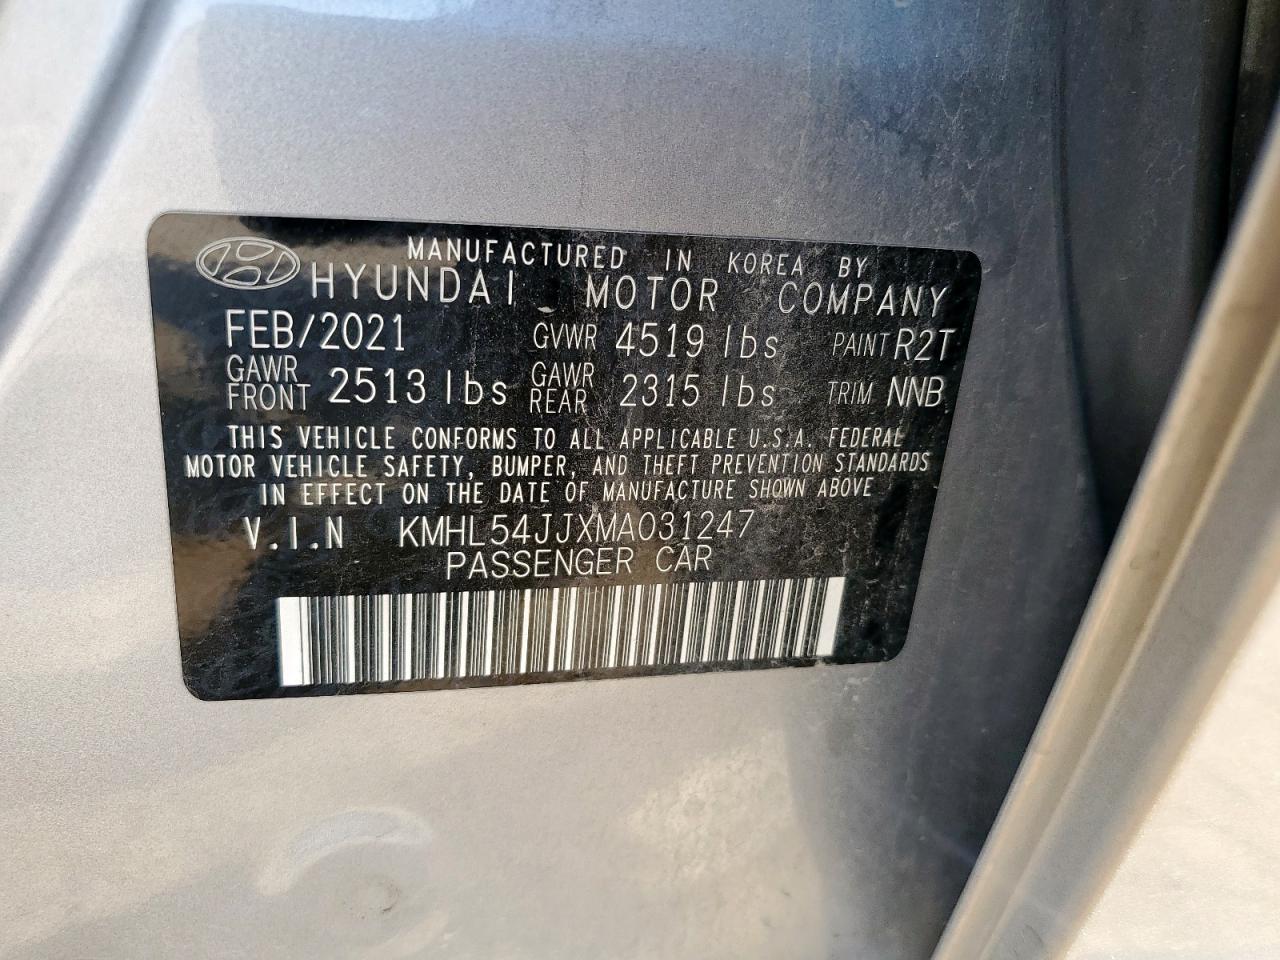 MANUFACTURED IN KOREA BY
HYUNDAI MOTOR COMPANY
FEB/2021 GVWR 4519 lbs PAINT R2T
GAWR FRONT 2513 lbs GAWR REAR 2315 lbs TRIM NNB
THIS VEHICLE CONFORMS TO ALL APPLICABLE U.S.A. FEDERAL
MOTOR VEHICLE SAFETY, BUMPER, AND THEFT PREVENTION STANDARDS
IN EFFECT ON THE DATE OF MANUFACTURE SHOWN ABOVE
V.I.N KMHL54JJXMA031247
PASSENGER CAR